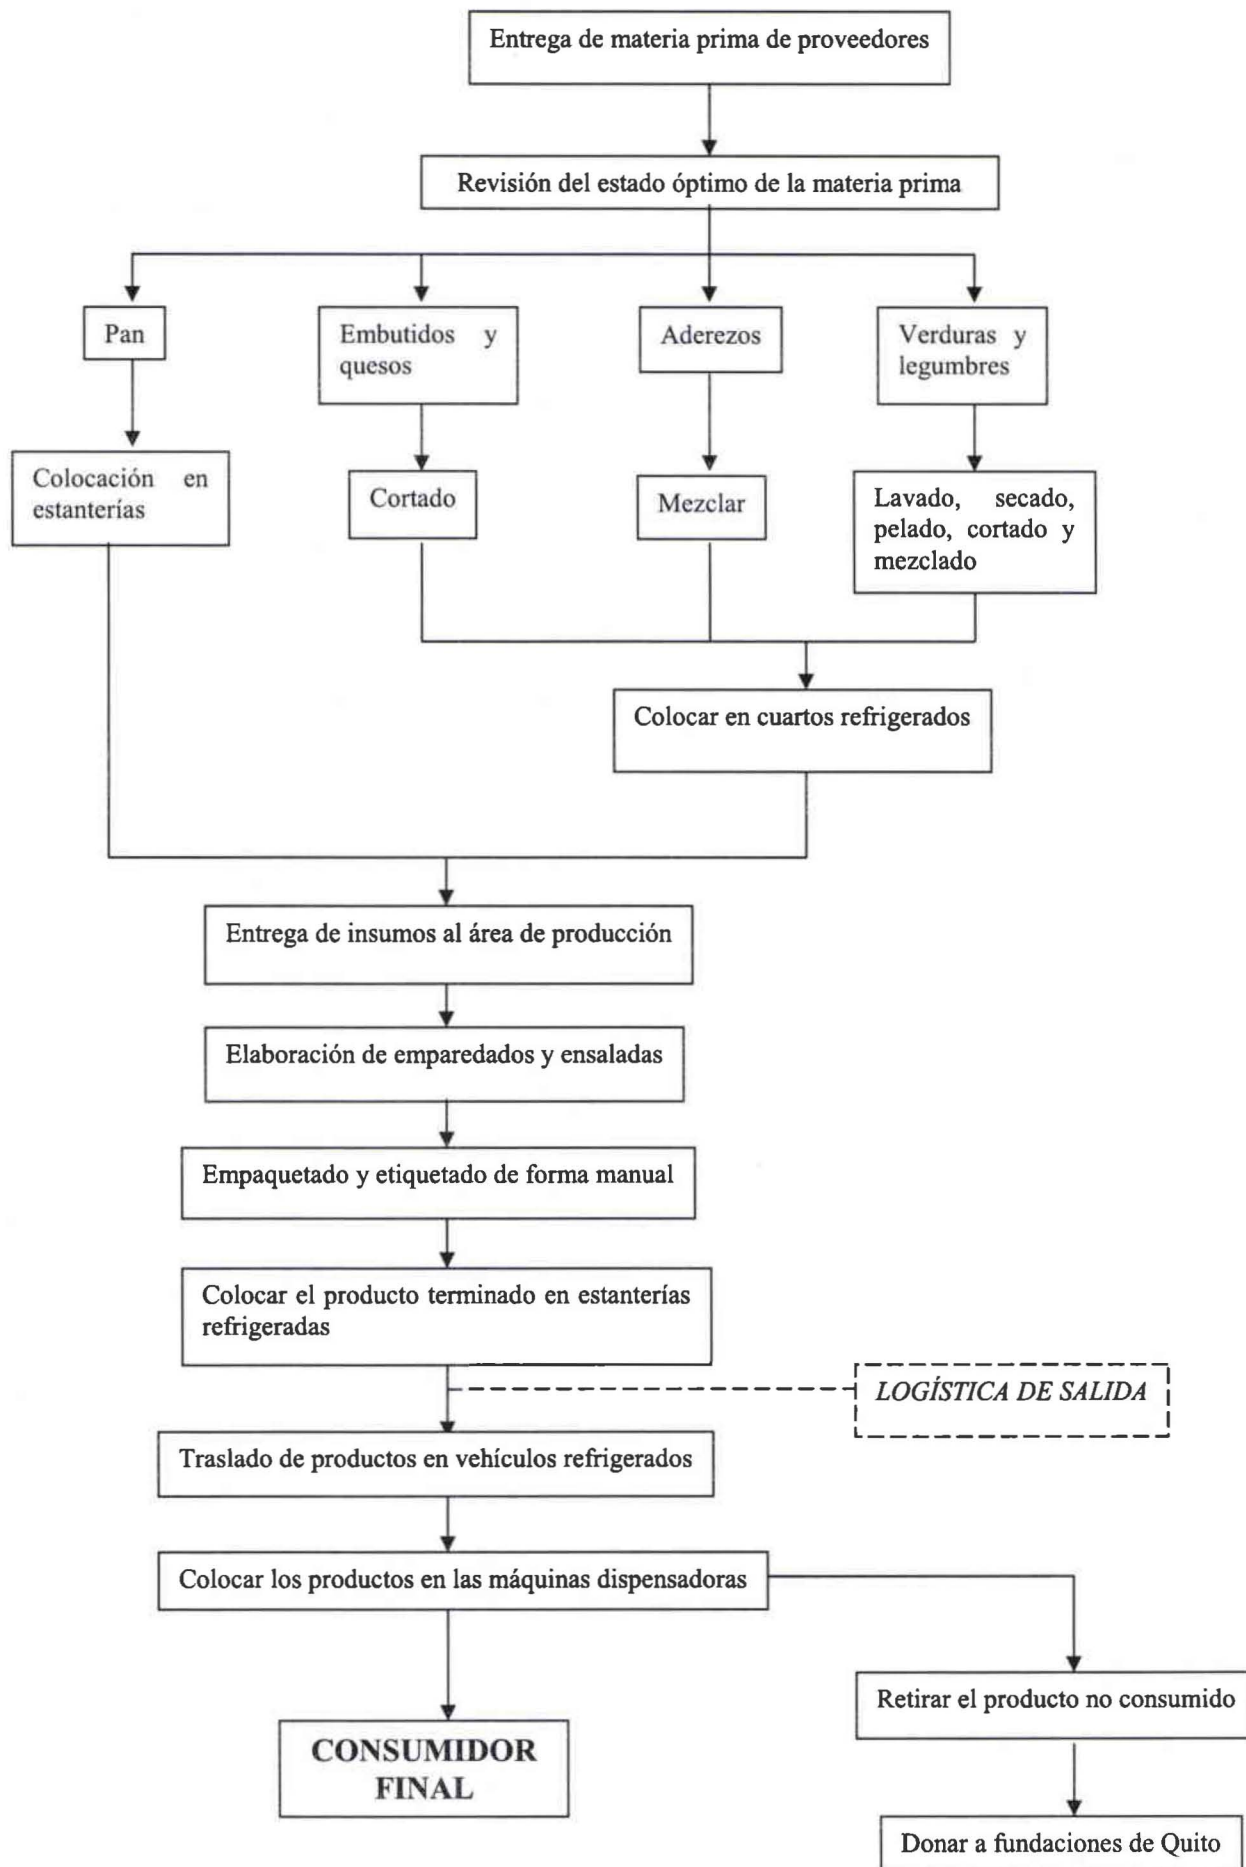 Entrega de materia prima de proveedores
Revisión del estado óptimo de la materia prima
Pan
Embutidos y
quesos
Aderezos
Verduras y
legumbres
Colocación en
estanterías
Cortado
Mezclar
Lavado, secado,
pelado, cortado y
mezclado
Colocar en cuartos refrigerados
Entrega de insumos al área de producción
Elaboración de emparedados y ensaladas
Empaquetado y etiquetado de forma manual
Colocar el producto terminado en estanterías
refrigeradas
LOGÍSTICA DE SALIDA
Traslado de productos en vehículos refrigerados
Colocar los productos en las máquinas dispensadoras
Retirar el producto no consumido
CONSUMIDOR
FINAL
Donar a fundaciones de Quito